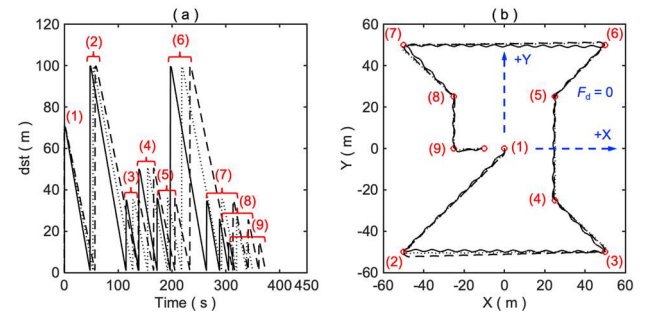 ( a )
120
100
80
60
40
20
0
dst ( m )
(1)
(2)
(3)
(4)
(5)
(6)
(7)
(8)
(9)
0 50 100 150 200 250 300 350 400 450
Time ( s )
( b )
60
40
20
0
-20
-40
-60
Y ( m )
(7)
(6)
+Y
(8)
(5)
Fd = 0
+X
(9)
(1)
(4)
(2)
(3)
-60 -40 -20 0 20 40 60
X ( m )